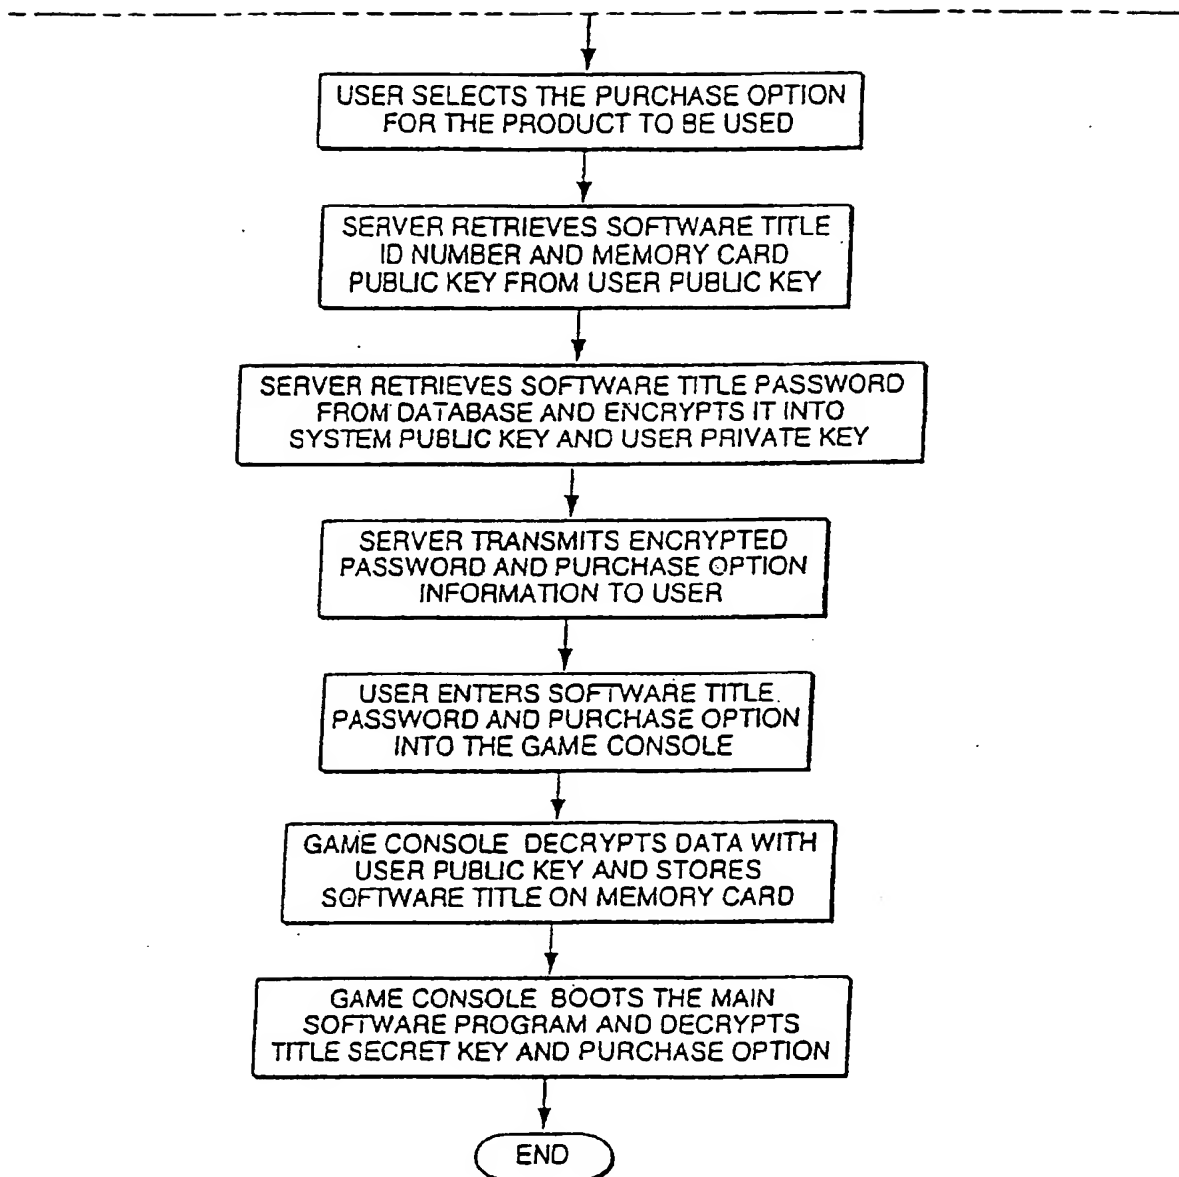 USER SELECTS THE PURCHASE OPTION
FOR THE PRODUCT TO BE USED
SERVER RETRIEVES SOFTWARE TITLE
ID NUMBER AND MEMORY CARD
PUBLIC KEY FROM USER PUBLIC KEY
SERVER RETRIEVES SOFTWARE TITLE PASSWORD
FROM DATABASE AND ENCRYPTS IT INTO
SYSTEM PUBLIC KEY AND USER PRIVATE KEY
SERVER TRANSMITS ENCRYPTED
PASSWORD AND PURCHASE OPTION
INFORMATION TO USER
USER ENTERS SOFTWARE TITLE
PASSWORD AND PURCHASE OPTION
INTO THE GAME CONSOLE
GAME CONSOLE DECRYPTS DATA WITH
USER PUBLIC KEY AND STORES
SOFTWARE TITLE ON MEMORY CARD
GAME CONSOLE BOOTS THE MAIN
SOFTWARE PROGRAM AND DECRYPTS
TITLE SECRET KEY AND PURCHASE OPTION
END